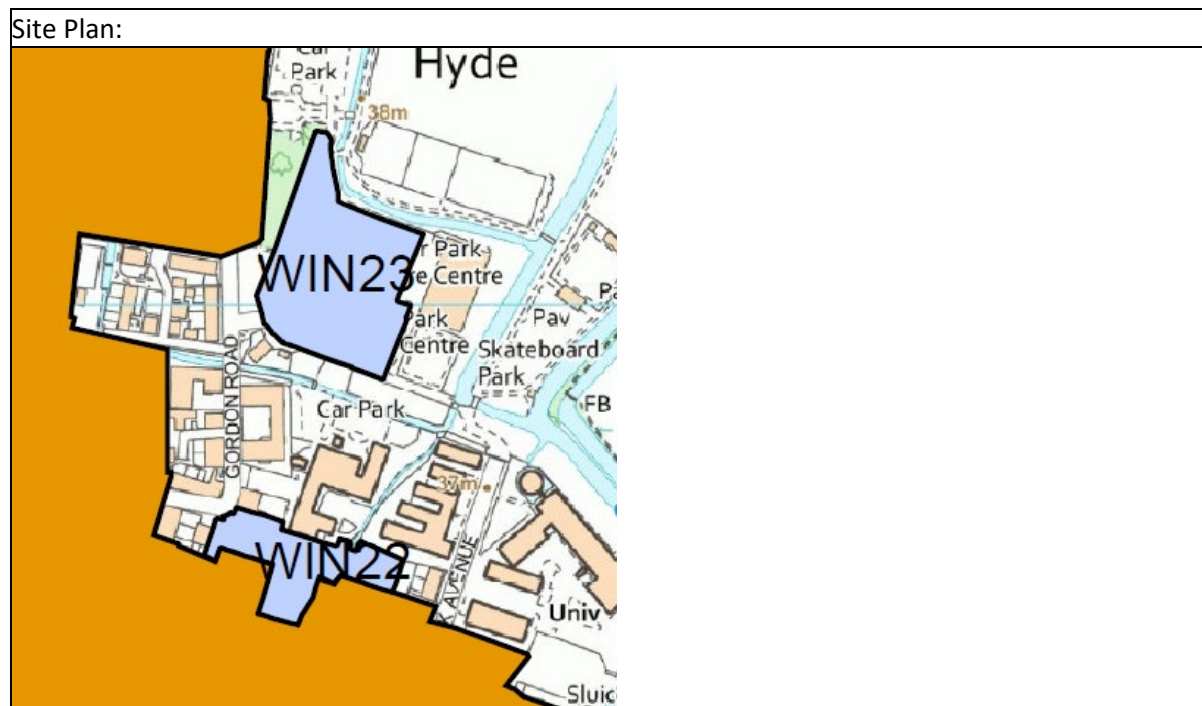 Site Plan:
Hyde
Park
38m
WIN23
r Park
re Centre
Park
Centre
Pav
Skateboard
Park
FB
Car Park
GORDON ROAD
37m
WIN22
K AVENUE
Univ
Sluic